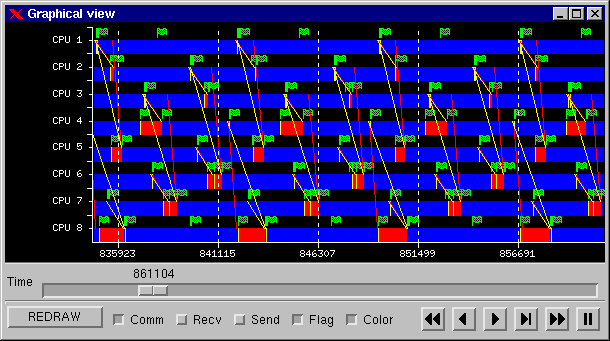 Graphical view
CPU 1
CPU 2
CPU 3
CPU 4
CPU 5
CPU 6
CPU 7
CPU 8
835923 841115 846307 851499 856691
861104
Time
REDRAW Comm Recv Send Flag Color